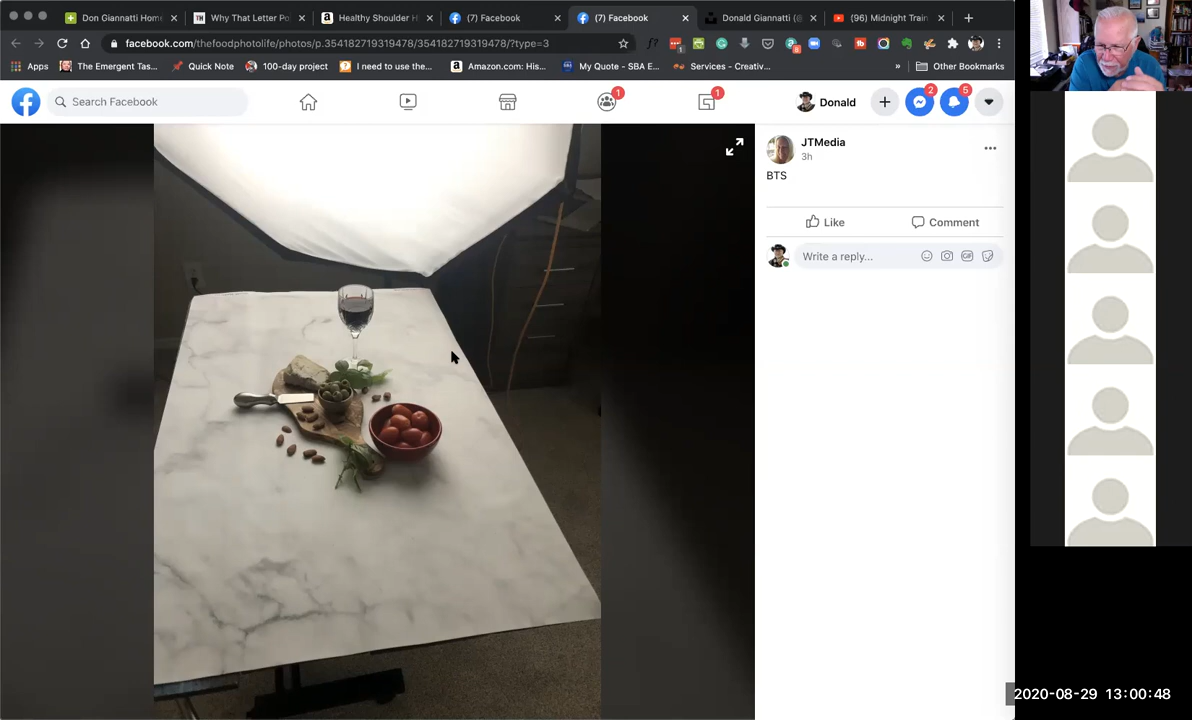 Don Giannatti Hom
TH Why That Letter Po
Healthy Shoulder H
(7) Facebook
(7) Facebook
Donald Giannatti (@
(96) Midnight Train
facebook.com/thefoodphotolife/photos/p.354182719319478/354182719319478/?type=3
f?
Apps
The Emergent Tas...
Quick Note
100-day project
I need to use the...
Amazon.com: His...
My Quote - SBA E...
Services - Creativ...
»
Other Bookmarks
Search Facebook
1
1
Donald
2
5
JTMedia
3h
BTS
Like
Comment
Write a reply...
GIF
2020-08-29 13:00:48